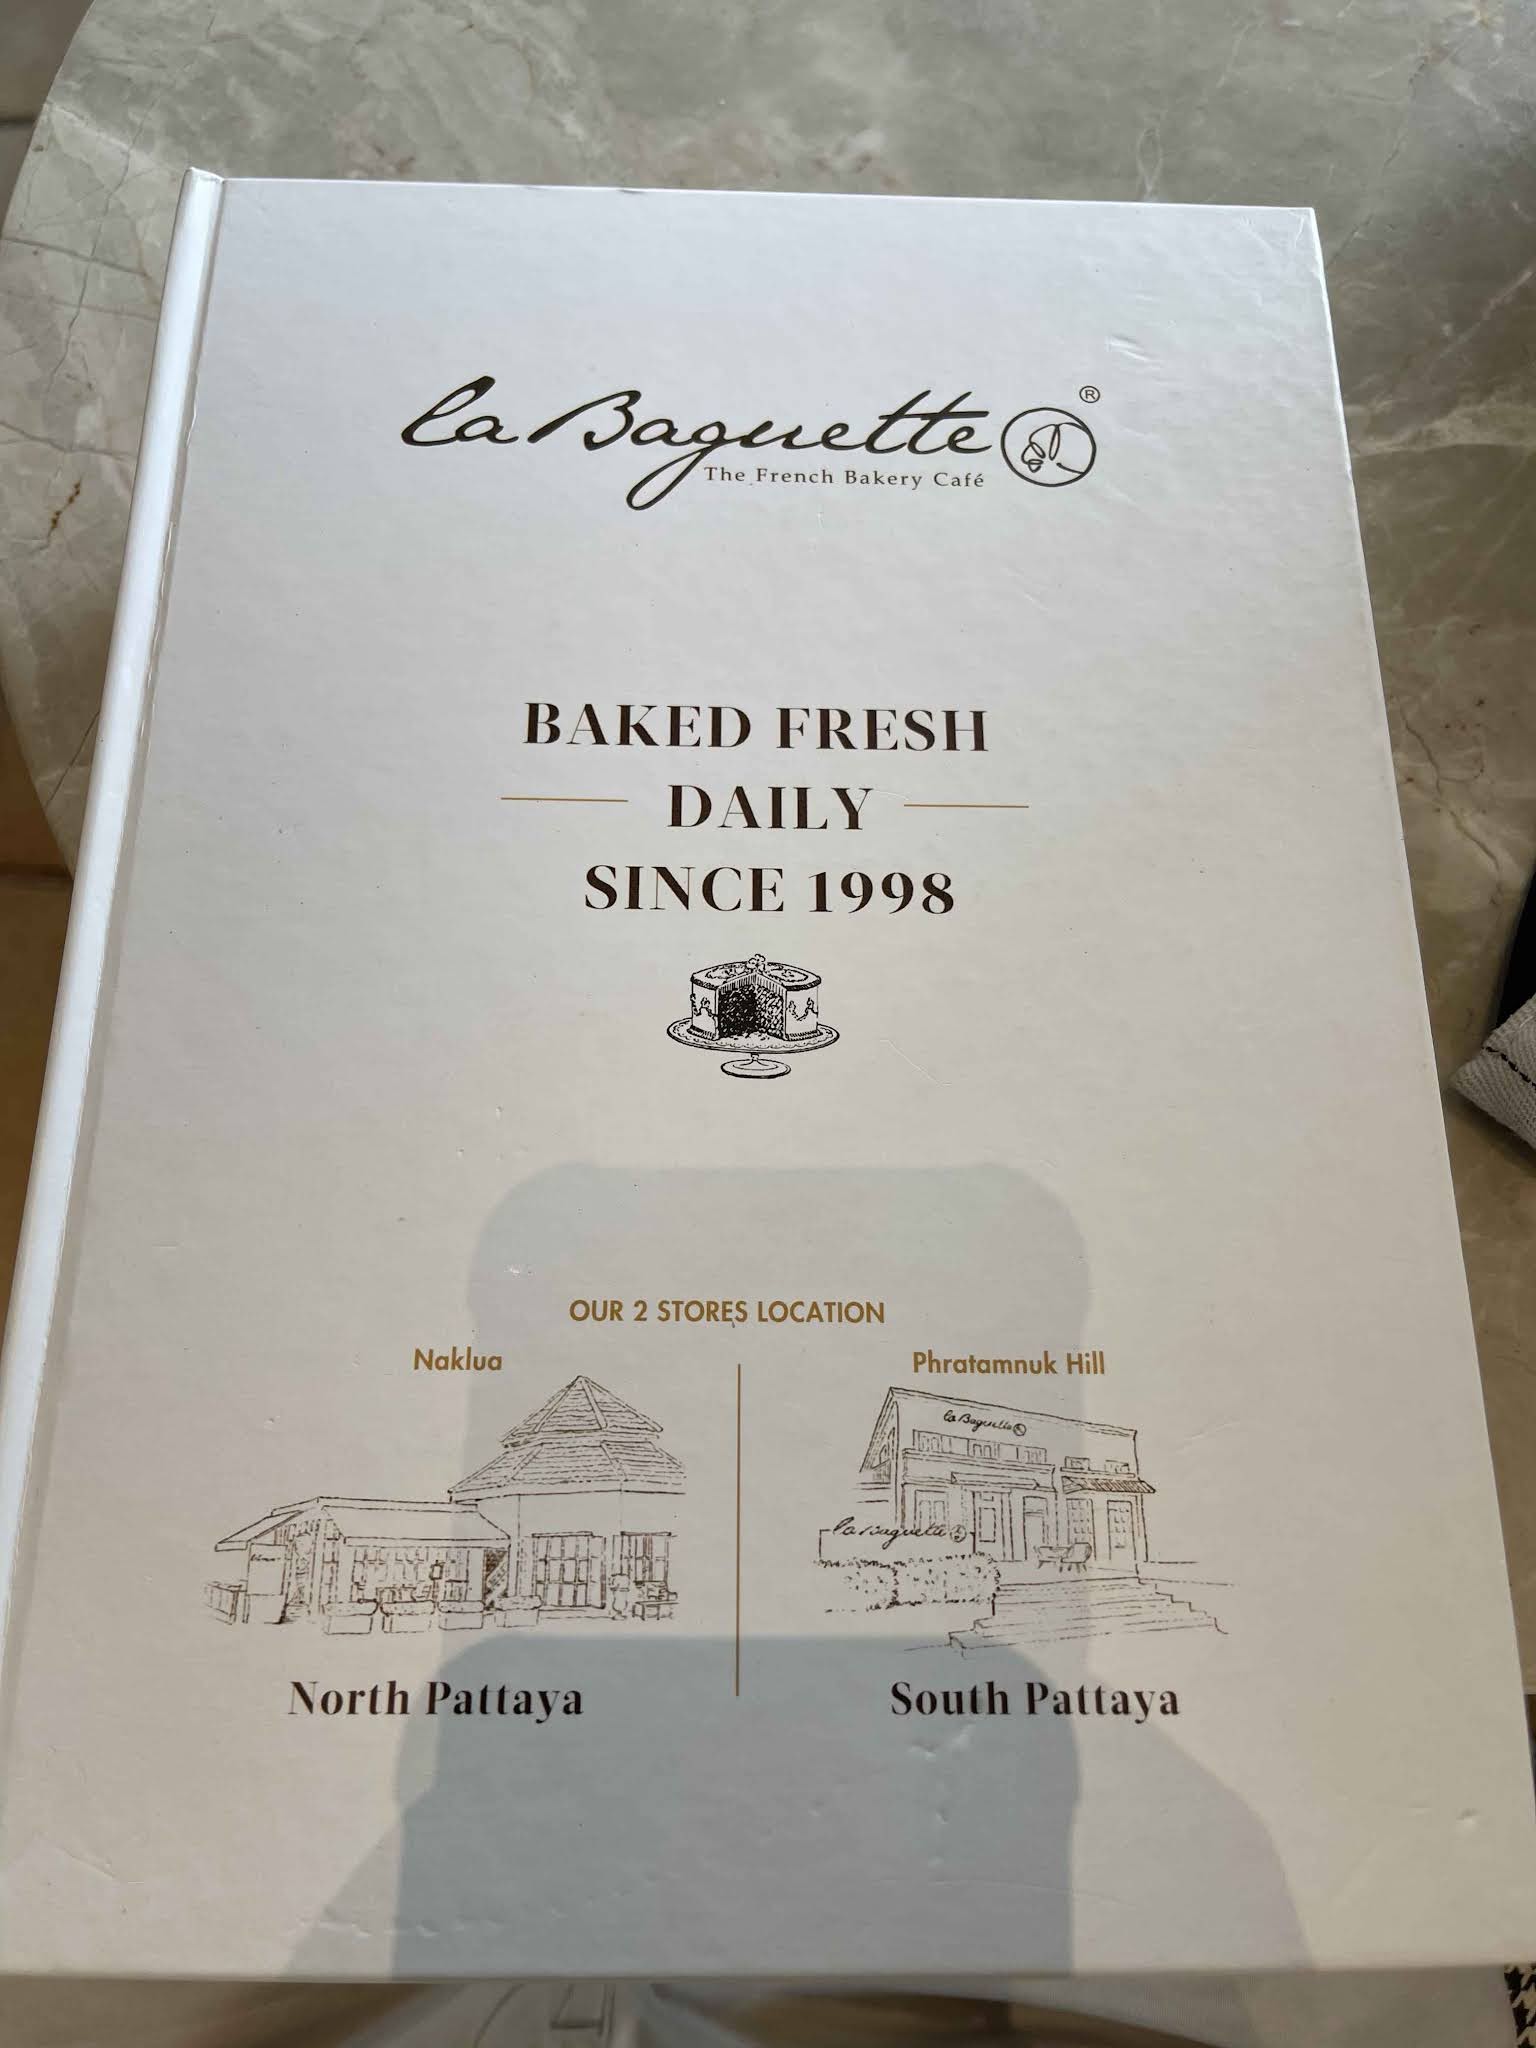 la Baguette ®
The French Bakery Café
BAKED FRESH
DAILY
SINCE 1998
OUR 2 STORES LOCATION
Naklua
Phratamnuk Hill
la Baguette
la Baguette
North Pattaya
South Pattaya